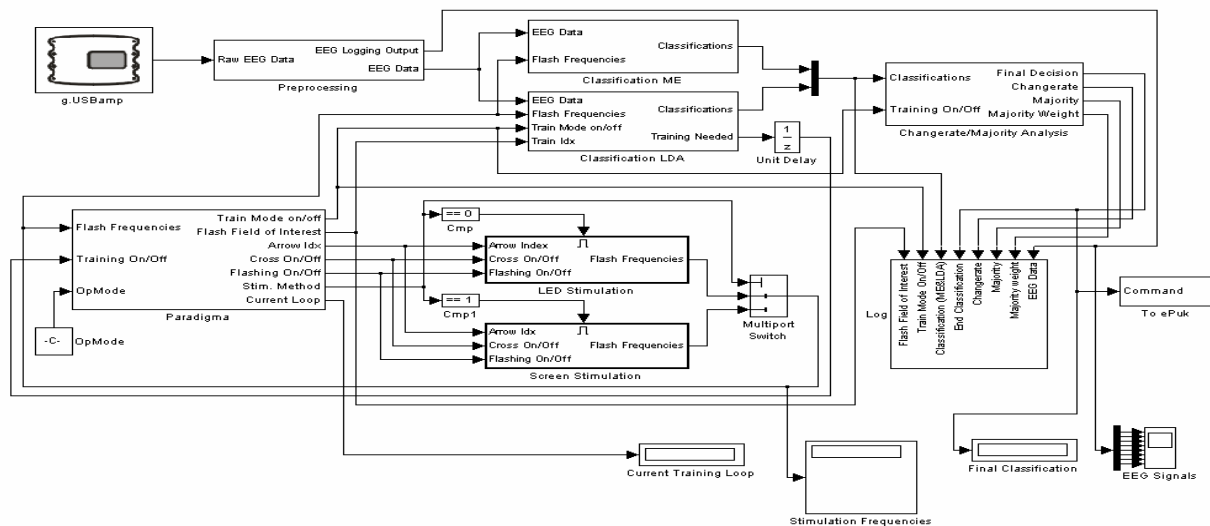 g.USBamp
Raw EEG Data
EEG Logging Output
EEG Data
Preprocessing
EEG Data
Flash Frequencies
Classifications
Classification ME
EEG Data
Flash Frequencies
Train Mode on/off
Train Idx
Classifications
Training Needed
Classification LDA
1
z
Unit Delay
Classifications
Training On/Off
Final Decision
Changerate
Majority
Majority Weight
Changerate/Majority Analysis
Flash Frequencies
Training On/Off
OpMode
Train Mode on/off
Flash Field of Interest
Arrow Idx
Cross On/Off
Flashing On/Off
Stim. Method
Current Loop
Paradigma
-C-
OpMode
== 0
Cmp
Arrow Index
Cross On/Off
Flashing On/Off
Flash Frequencies
LED Stimulation
== 1
Cmp1
Arrow Idx
Cross On/Off
Flashing On/Off
Flash Frequencies
Screen Stimulation
Multiport
Switch
Log
Flash Field of Interest
Train Mode On/Off
Classification (ME&LDA)
End Classification
Changerate
Majority
Majority weight
EEG Data
Command
To ePuk
Current Training Loop
Stimulation Frequencies
Final Classification
EEG Signals